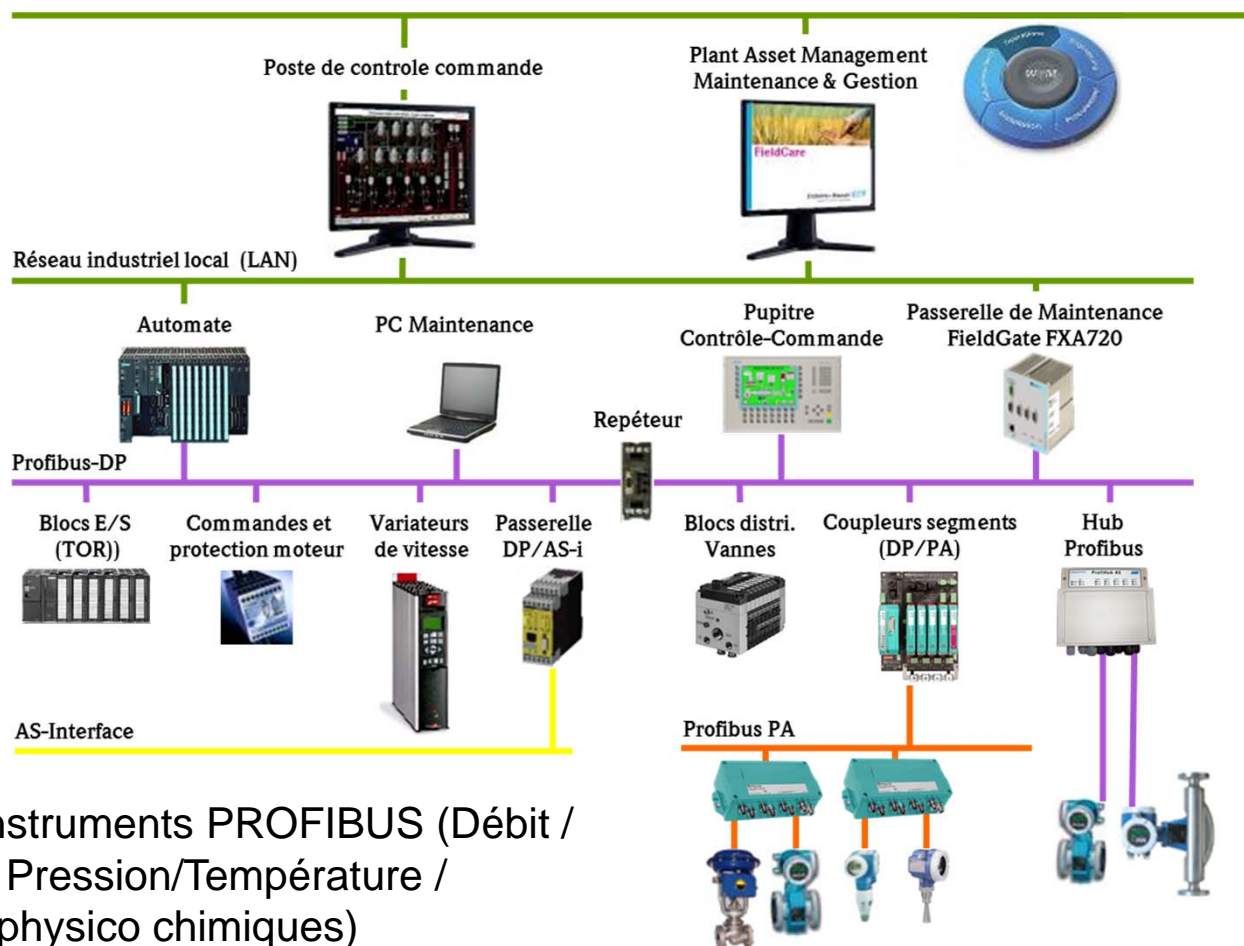 Poste de controle commande
Plant Asset Management
Maintenance & Gestion
W@M
FieldCare
Réseau industriel local (LAN)
Automate
PC Maintenance
Pupitre
Contrôle-Commande
Passerelle de Maintenance
FieldGate FXA720
Repéteur
Profibus-DP
Blocs E/S
(TOR))
Commandes et
protection moteur
Variateurs
de vitesse
Passerelle
DP/AS-i
Blocs distri.
Vannes
Coupleurs segments
(DP/PA)
Hub
Profibus
AS-Interface
Profibus PA
nstruments PROFIBUS (Débit /
Pression/Température /
physico chimiques)